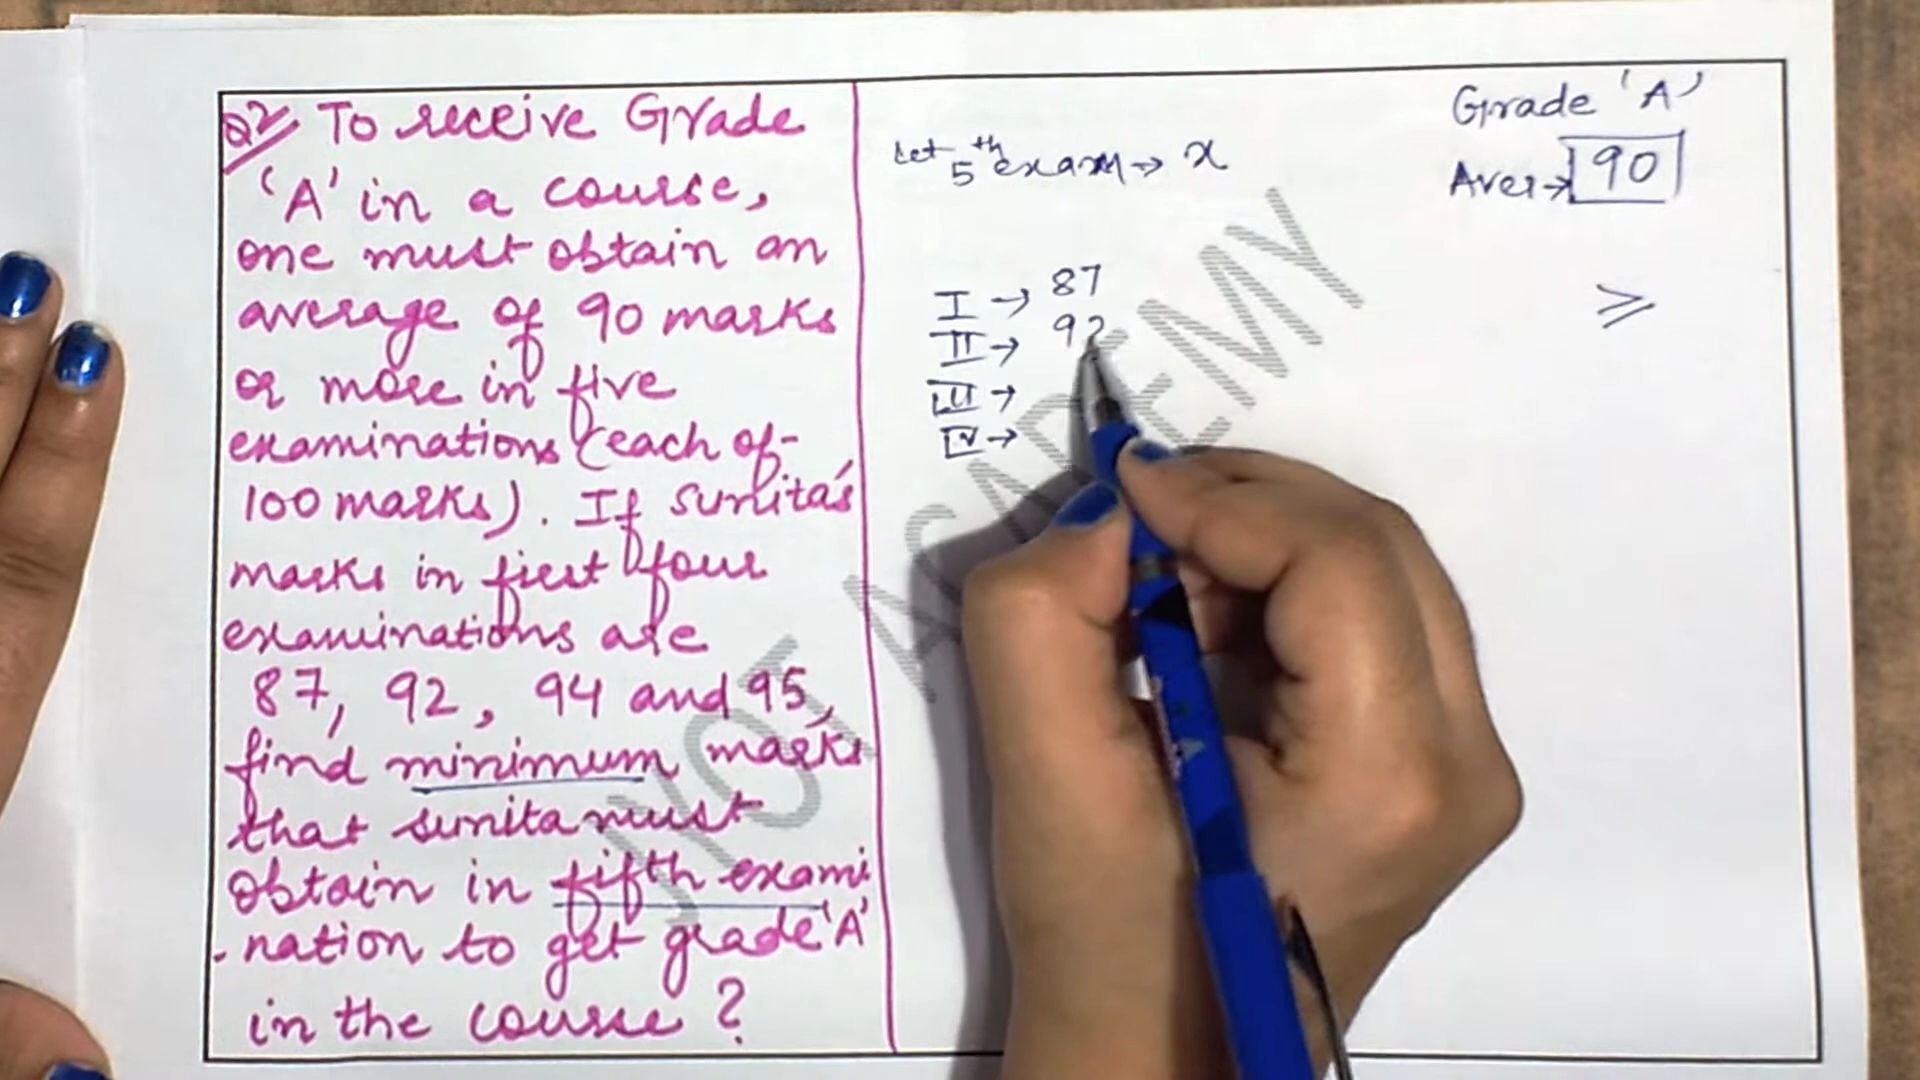 Q2/ To receive Grade
'A' in a course,
one must obtain an
average of 90 marks
or more in five
examinations (each of-
100 marks). If Sunita's
marks in first four
examinations are
87, 92, 94 and 95,
find minimum marks
that sunita must
obtain in fifth exami
-nation to get grade 'A'
in the course ?
Let 5th exam → x
I → 87
II → 92
III →
IV →
Grade 'A'
Aver → 90
≥
JYOT ACADEMY